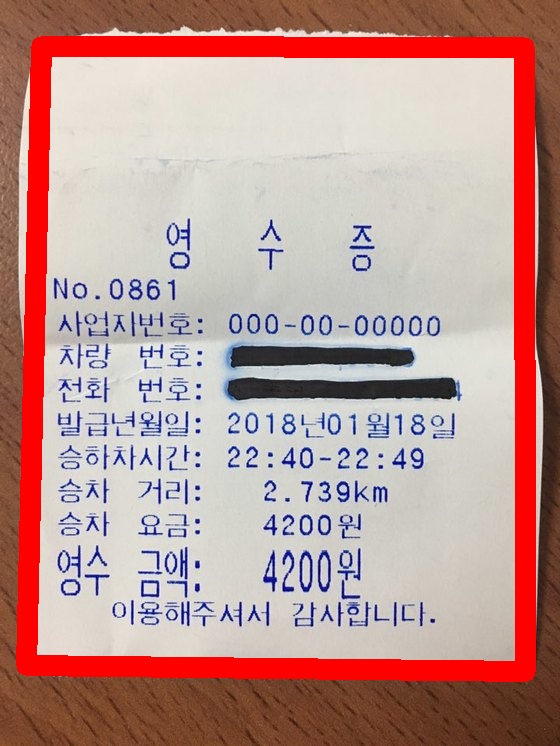 영 수 증
No.0861
사업자번호: 000-00-00000
차량 번호:
전화 번호:
발급년월일: 2018년01월18일
승하차시간: 22:40-22:49
승차 거리: 2.739km
승차 요금: 4200원
영수 금액: 4200원
이용해주셔서 감사합니다.